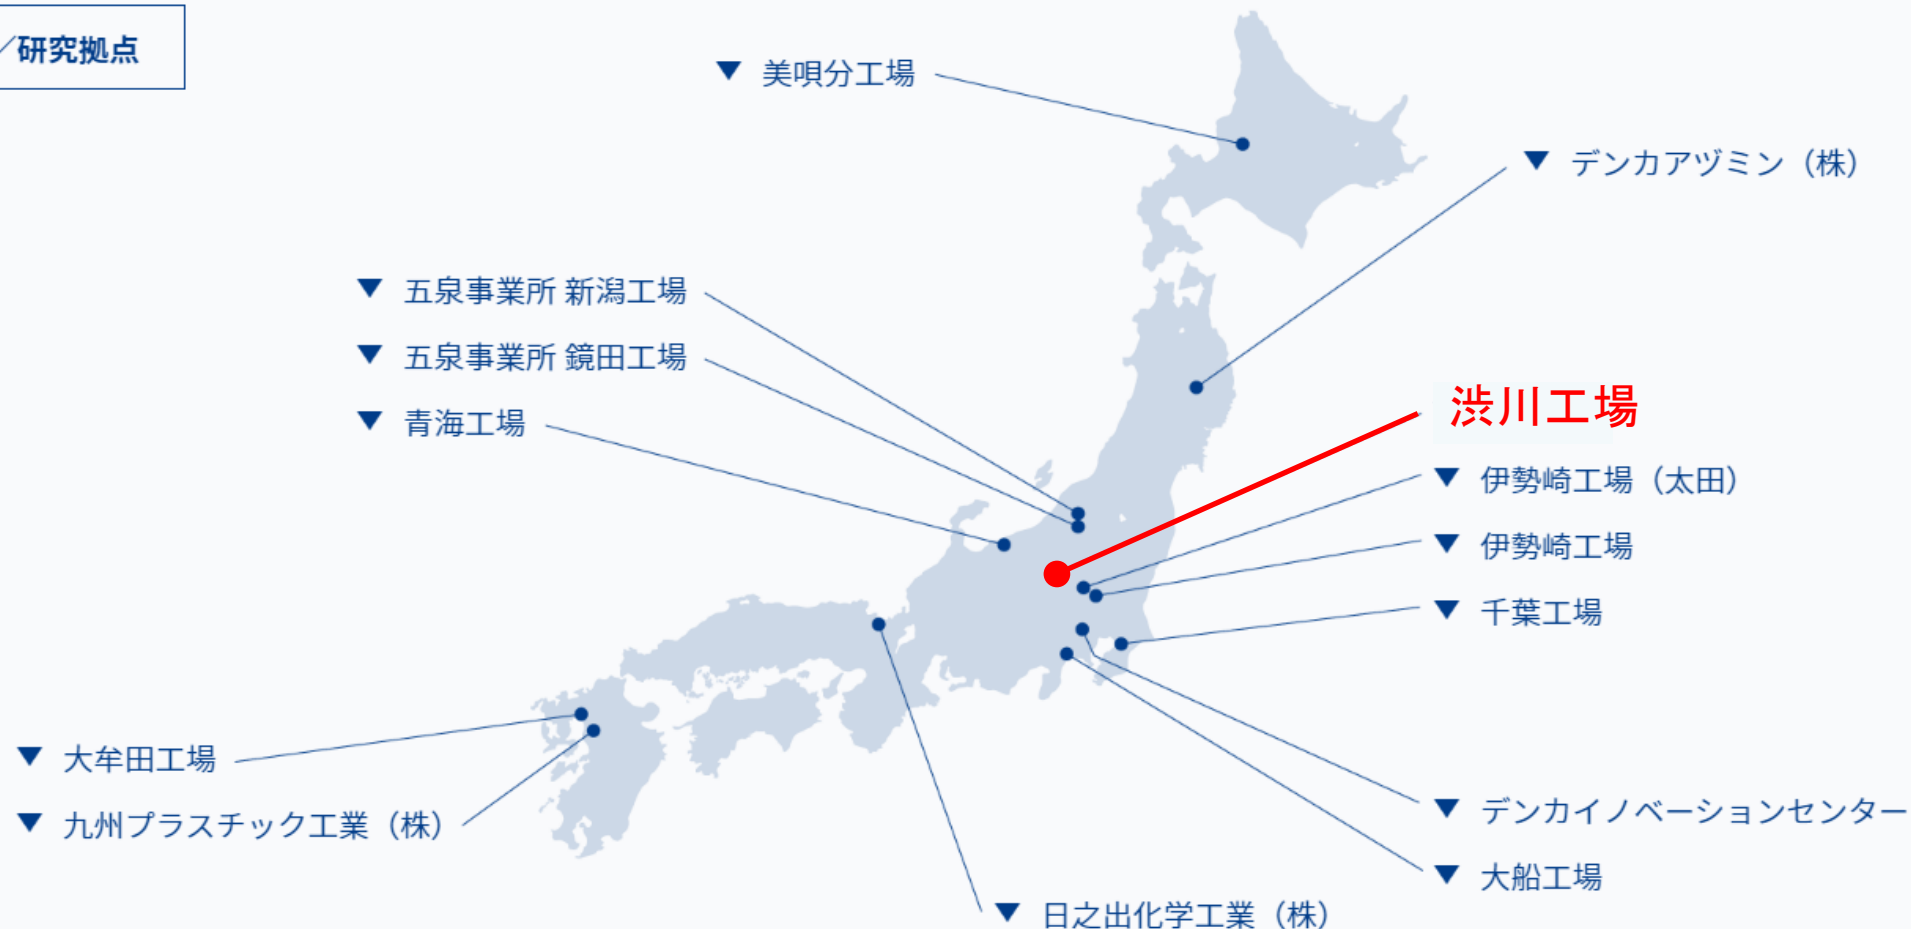 ／研究拠点
▼ 美唄分工場
▼ デンカアヅミン（株）
▼ 五泉事業所 新潟工場
▼ 五泉事業所 鏡田工場
▼ 青海工場
渋川工場
▼ 伊勢崎工場（太田）
▼ 伊勢崎工場
▼ 千葉工場
▼ 大牟田工場
▼ 九州プラスチック工業（株）
▼ デンカイノベーションセンター
▼ 大船工場
▼ 日之出化学工業（株）